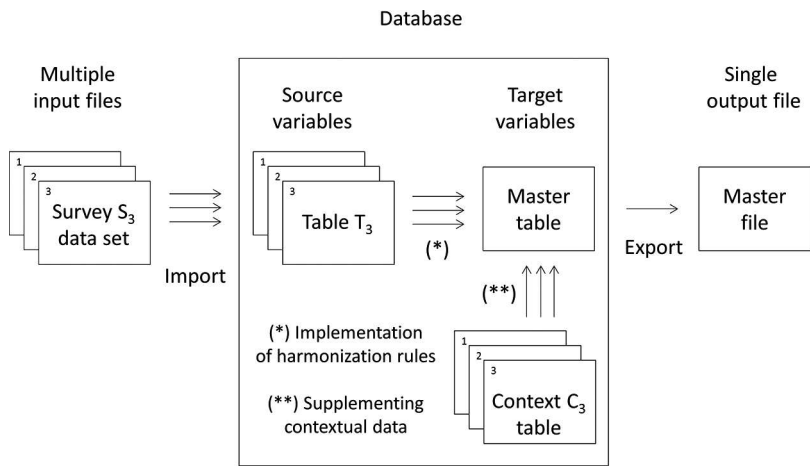 Database
Multiple
input files
Source
variables
Target
variables
Single
output file
1
2
3
Survey S₃
data set
Import
1
2
3
Table T₃
(*)
Master
table
Export
Master
file
(**)
(*) Implementation
of harmonization rules
(**) Supplementing
contextual data
1
2
3
Context C₃
table